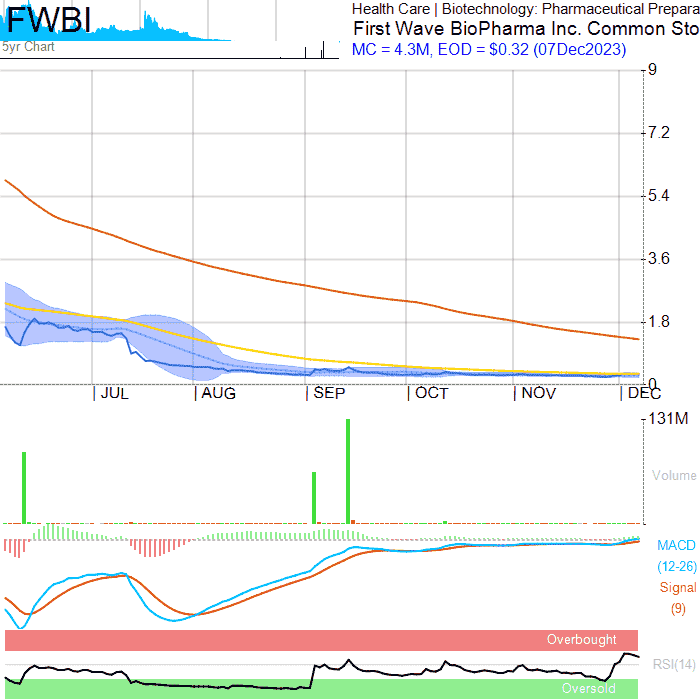 FWBI
Health Care | Biotechnology: Pharmaceutical Prepara
First Wave BioPharma Inc. Common Sto
5yr Chart
MC = 4.3M, EOD = $0.32 (07Dec2023)
9
7.2
5.4
3.6
1.8
0
JUL AUG SEP OCT NOV DEC
131M
Volume
MACD
(12-26)
Signal
(9)
Overbought
RSI(14)
Oversold